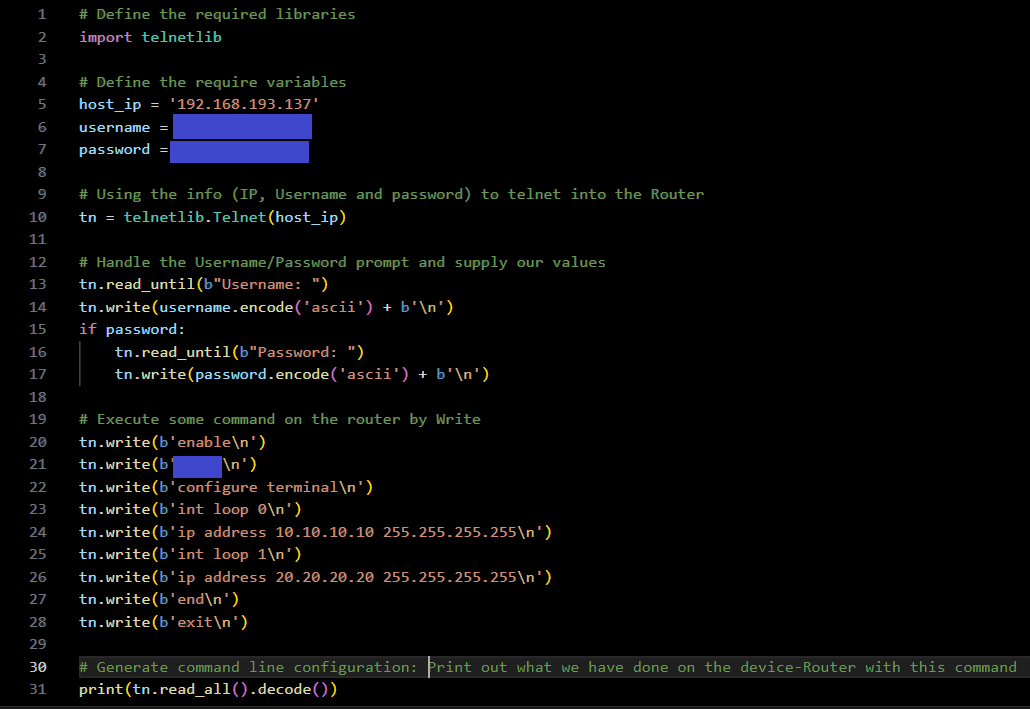 1 # Define the required libraries
2 import telnetlib
3
4 # Define the require variables
5 host_ip = '192.168.193.137'
6 username =
7 password =
8
9 # Using the info (IP, Username and password) to telnet into the Router
10 tn = telnetlib.Telnet(host_ip)
11
12 # Handle the Username/Password prompt and supply our values
13 tn.read_until(b"Username: ")
14 tn.write(username.encode('ascii') + b'\n')
15 if password:
16     tn.read_until(b"Password: ")
17     tn.write(password.encode('ascii') + b'\n')
18
19 # Execute some command on the router by Write
20 tn.write(b'enable\n')
21 tn.write(b'\n')
22 tn.write(b'configure terminal\n')
23 tn.write(b'int loop 0\n')
24 tn.write(b'ip address 10.10.10.10 255.255.255.255\n')
25 tn.write(b'int loop 1\n')
26 tn.write(b'ip address 20.20.20.20 255.255.255.255\n')
27 tn.write(b'end\n')
28 tn.write(b'exit\n')
29
30 # Generate command line configuration: Print out what we have done on the device-Router with this command
31 print(tn.read_all().decode())